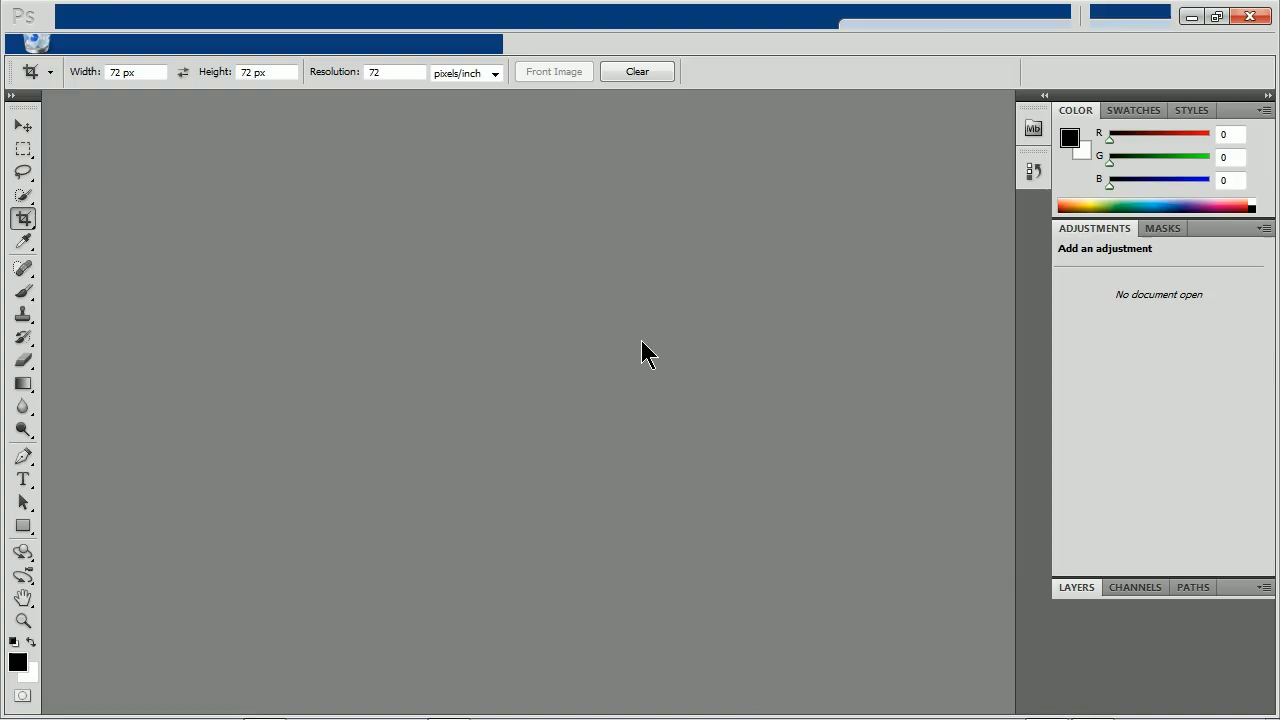 Ps
Width: 72 px Height: 72 px Resolution: 72 pixels/inch Front Image Clear
Mb
COLOR SWATCHES STYLES
R 0
G 0
B 0
ADJUSTMENTS MASKS
Add an adjustment
No document open
T
LAYERS CHANNELS PATHS